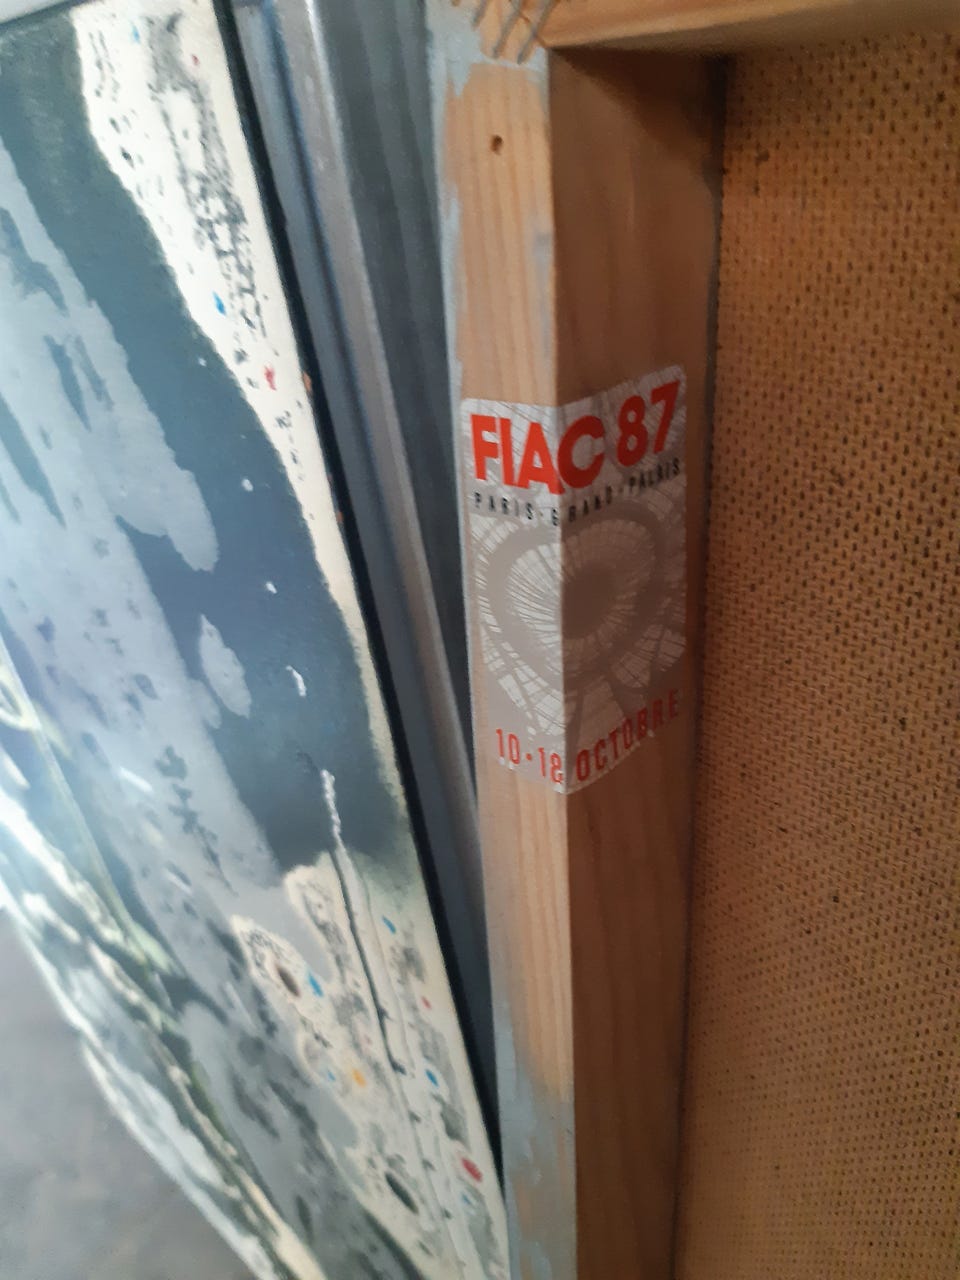 FIAC 87
PARIS·GRAND·PALAIS
10·18 OCTOBRE